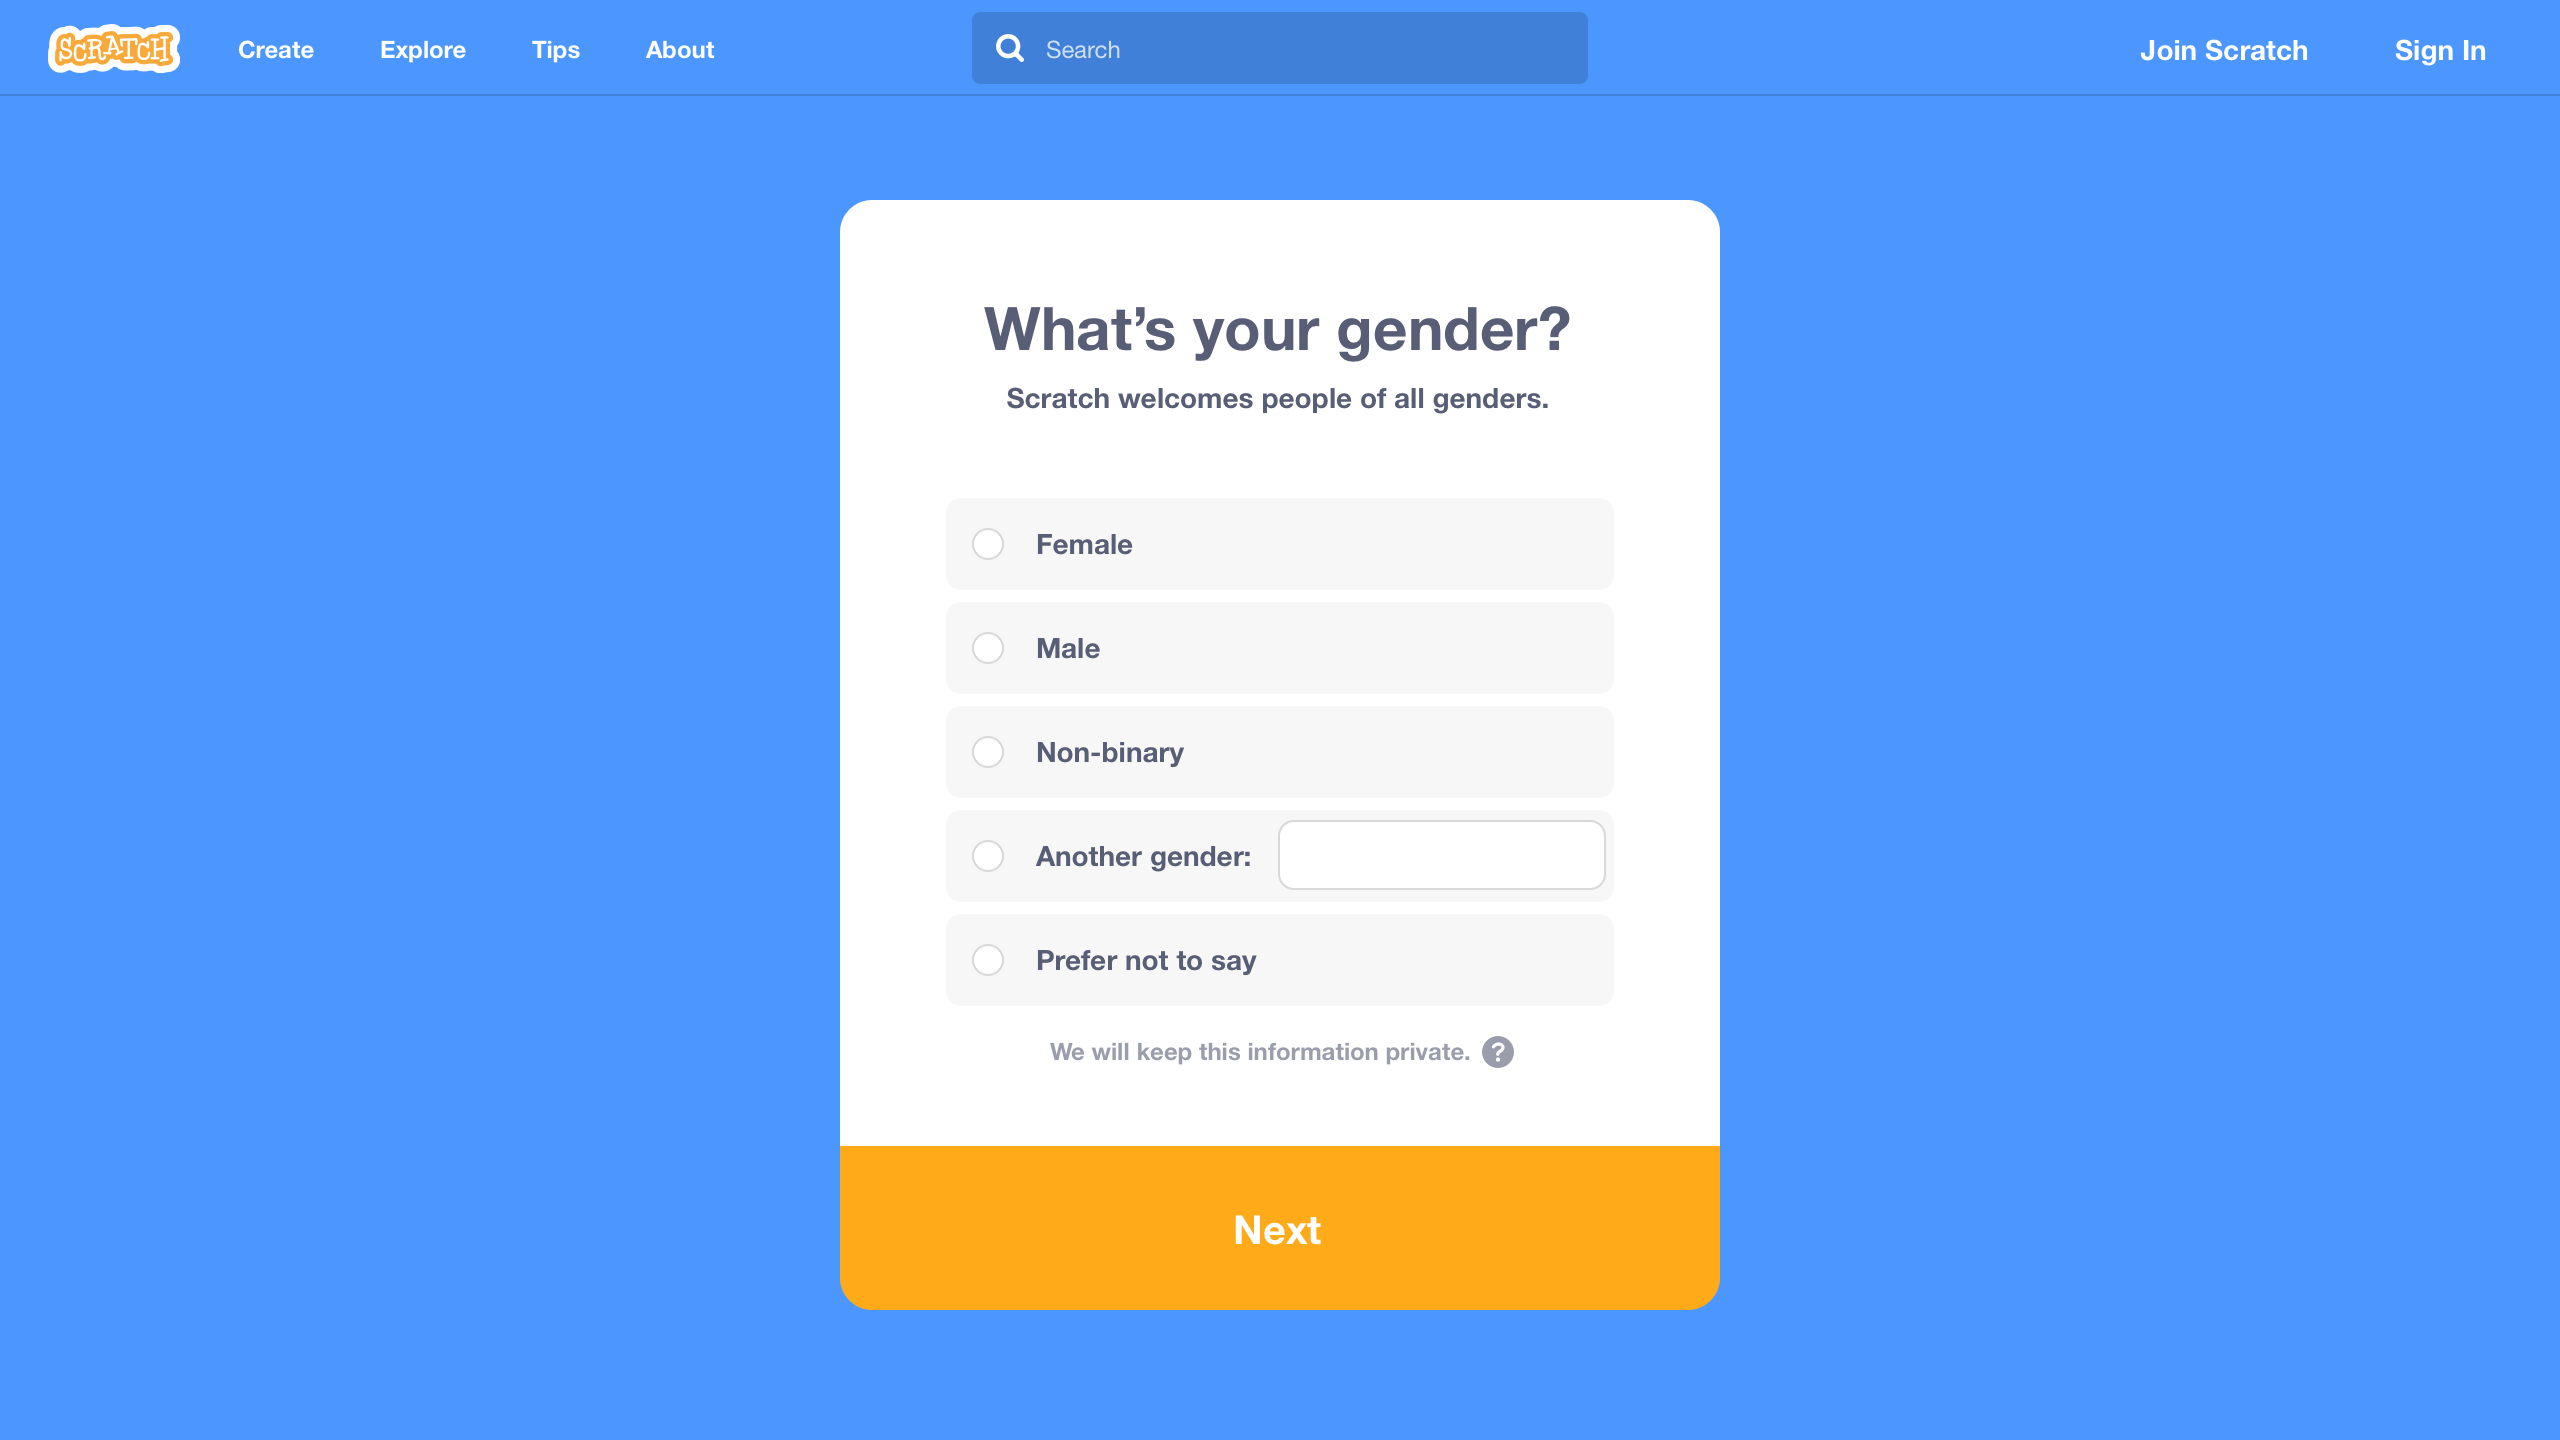 SCRATCH
Create
Explore
Tips
About
Search
Join Scratch
Sign In
What’s your gender?
Scratch welcomes people of all genders.
Female
Male
Non-binary
Another gender:
Prefer not to say
We will keep this information private. ?
Next